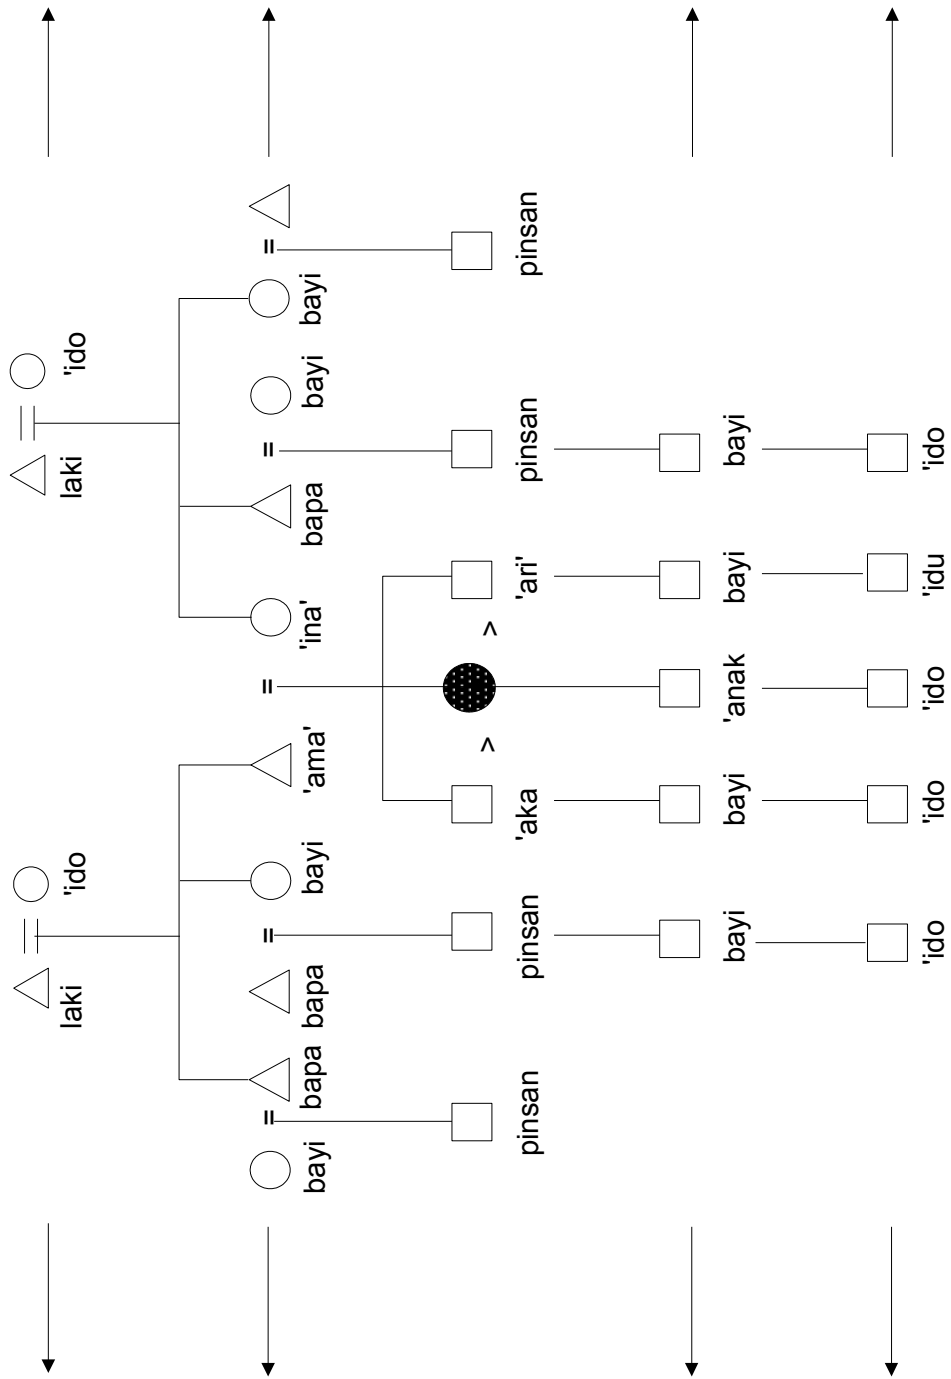 laki 'ido laki 'ido
bayi bapa bapa bayi 'ama' 'ina' bapa bayi bayi
> >
pinsan pinsan 'aka 'ari' pinsan pinsan
bayi bayi 'anak bayi bayi
'ido 'ido 'ido 'idu 'ido